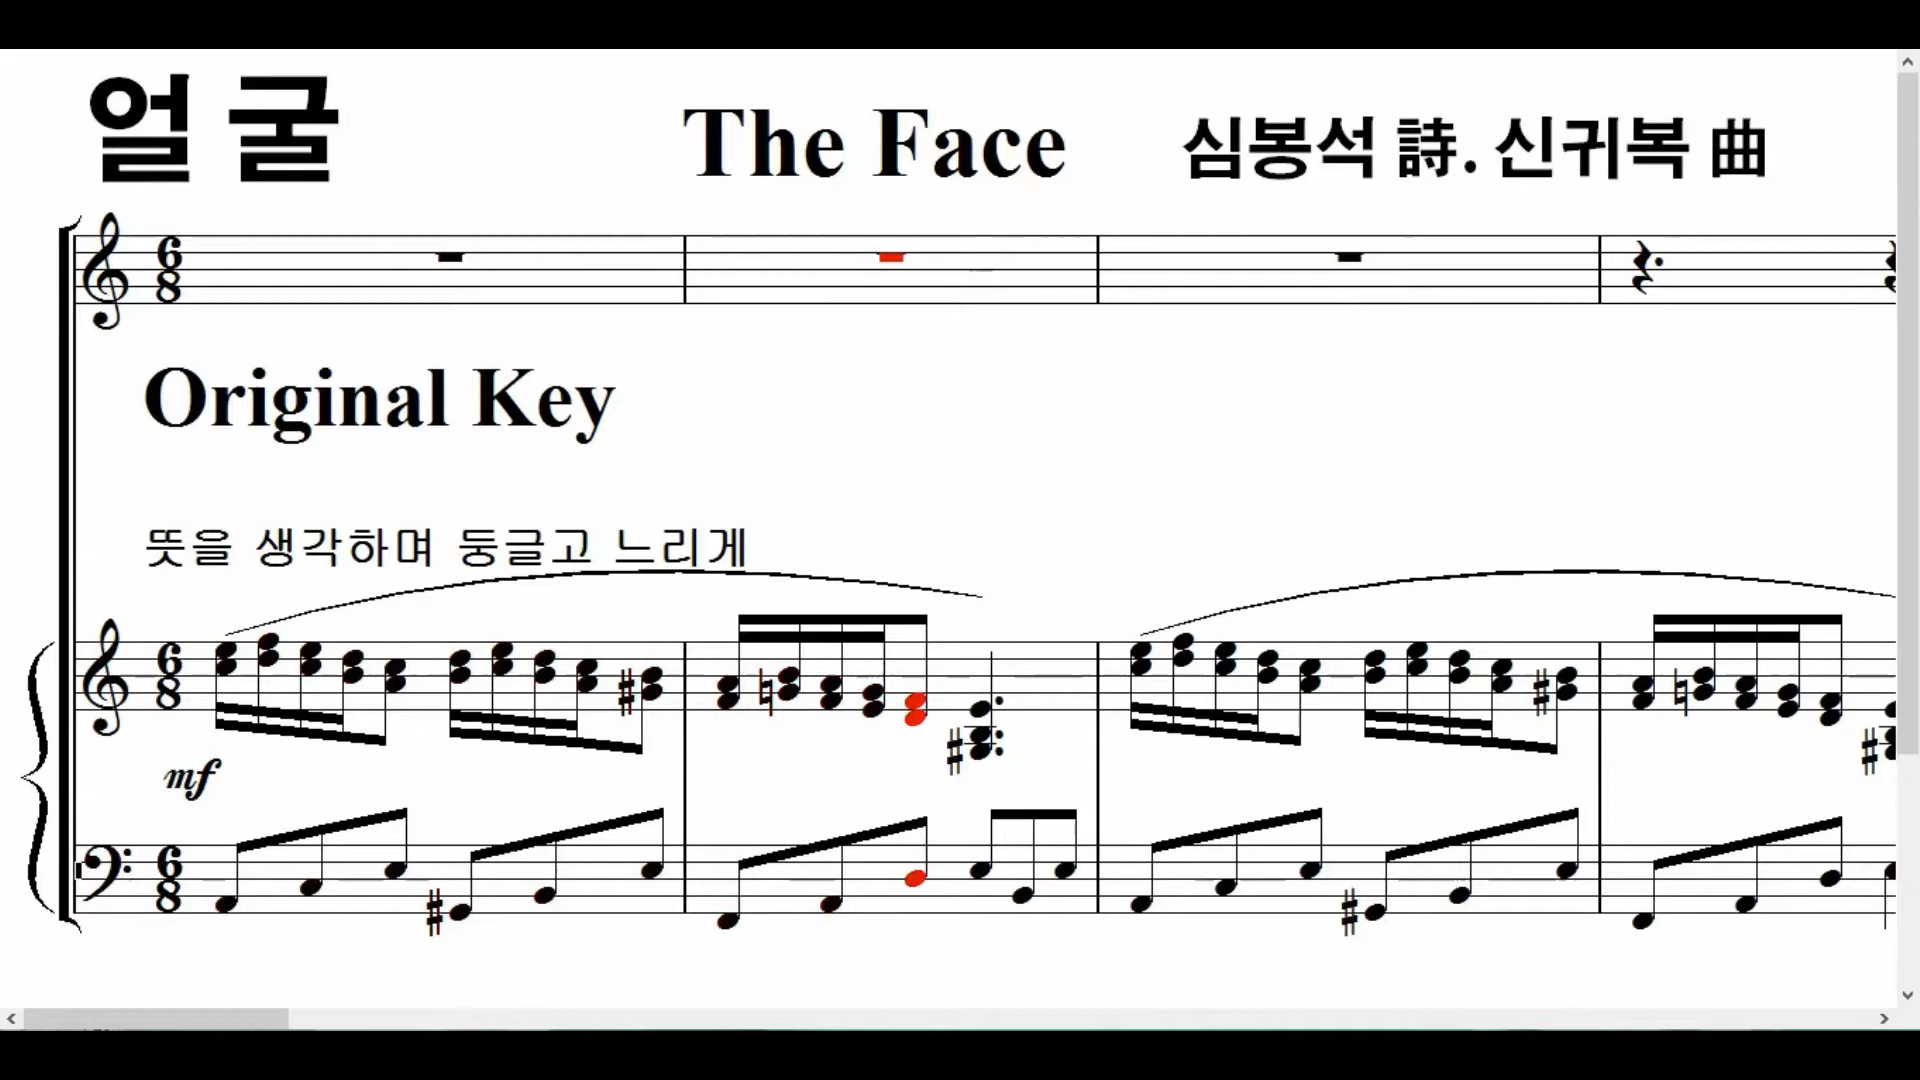 얼 굴 The Face 심봉석 詩. 신귀복 曲
Original Key
뜻을 생각하며 둥글고 느리게
mf